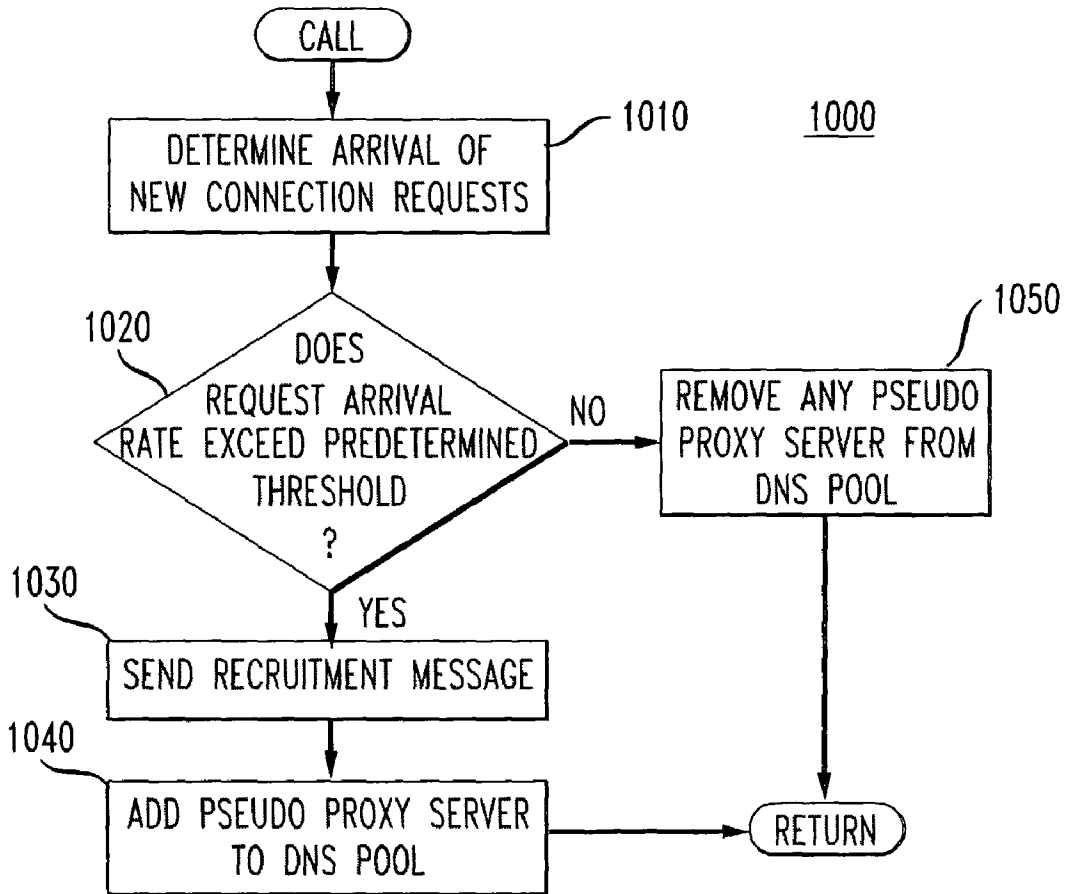 CALL
1010
1000
DETERMINE ARRIVAL OF
NEW CONNECTION REQUESTS
1020
DOES
REQUEST ARRIVAL
RATE EXCEED PREDETERMINED
THRESHOLD
?
NO
1050
REMOVE ANY PSEUDO
PROXY SERVER FROM
DNS POOL
YES
1030
SEND RECRUITMENT MESSAGE
1040
ADD PSEUDO PROXY SERVER
TO DNS POOL
RETURN